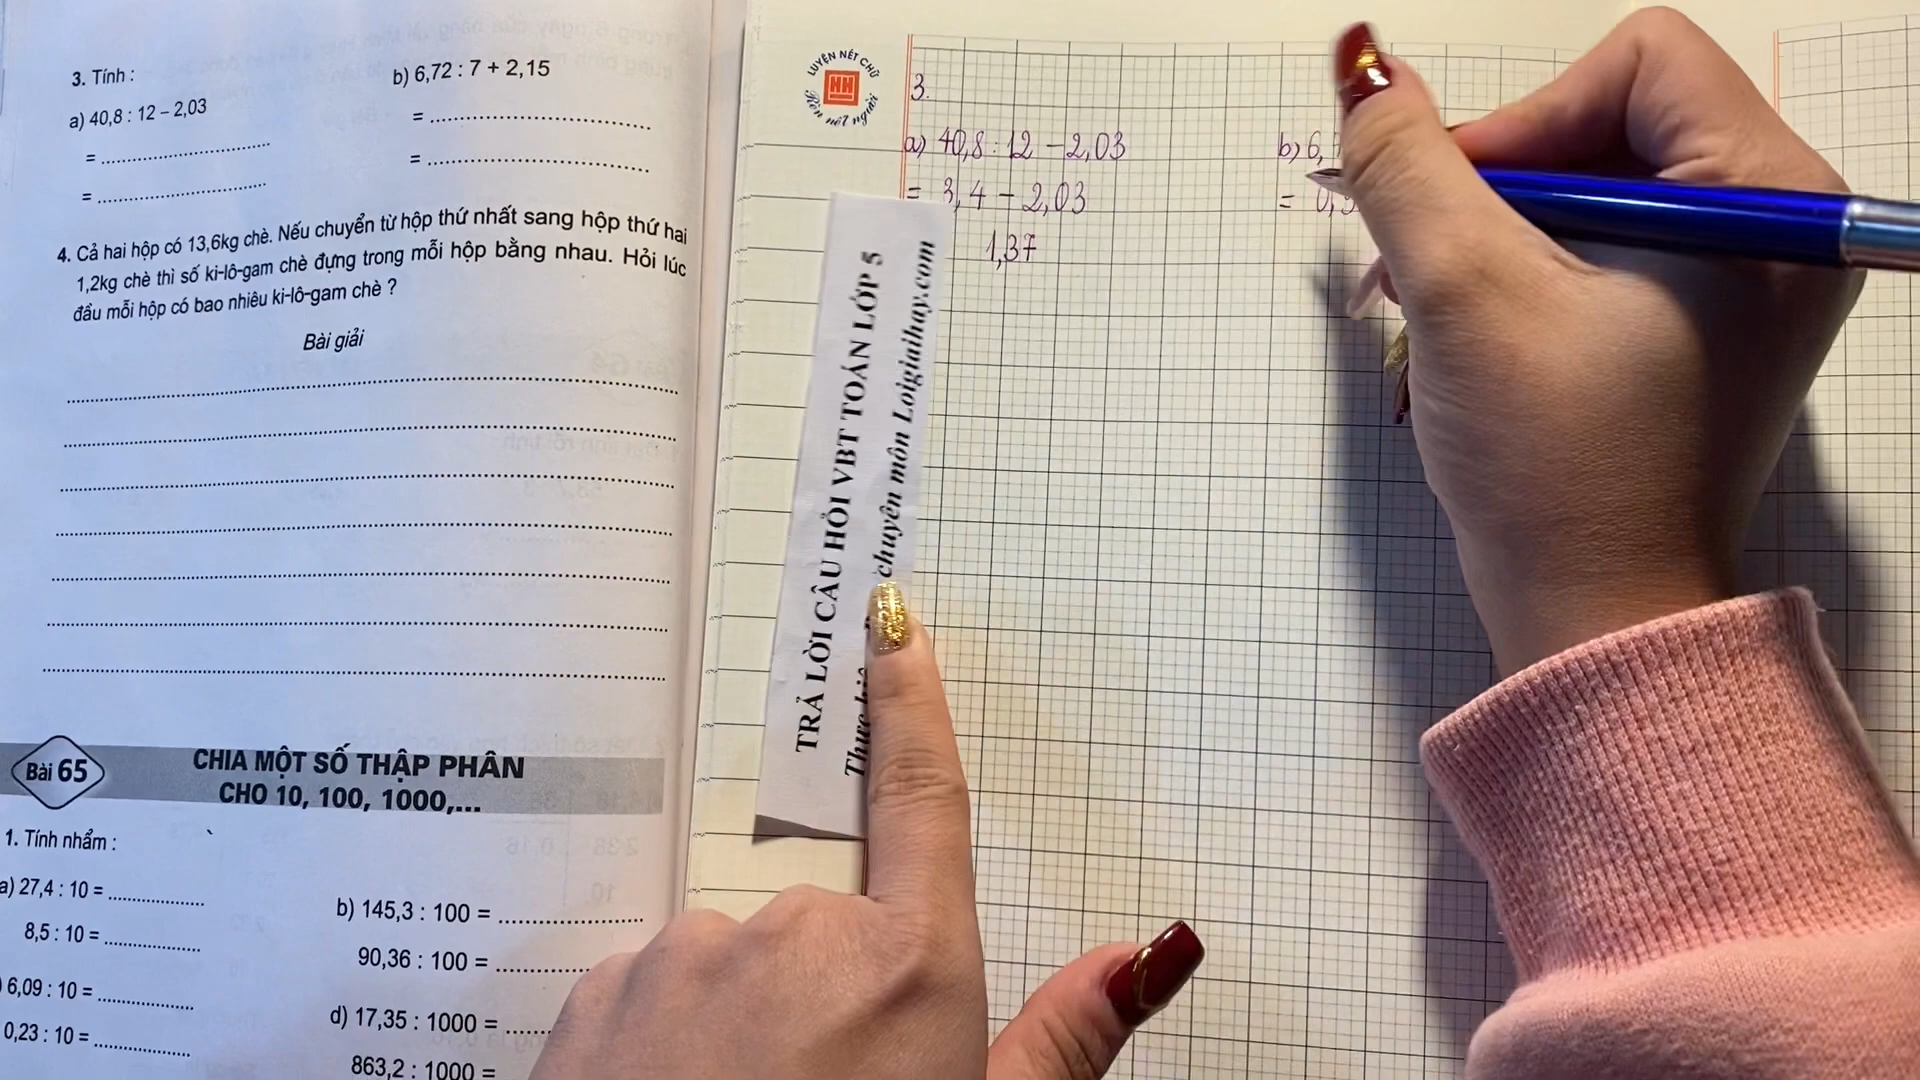 3. Tính :
a) 40,8 : 12 – 2,03
b) 6,72 : 7 + 2,15
= ........................
= ........................
= ........................
= ........................
4. Cả hai hộp có 13,6kg chè. Nếu chuyển từ hộp thứ nhất sang hộp thứ hai
1,2kg chè thì số ki-lô-gam chè đựng trong mỗi hộp bằng nhau. Hỏi lúc
đầu mỗi hộp có bao nhiêu ki-lô-gam chè ?
Bài giải
Bài 65
CHIA MỘT SỐ THẬP PHÂN
CHO 10, 100, 1000,...
1. Tính nhẩm :
a) 27,4 : 10 = ................
8,5 : 10 = ................
6,09 : 10 = ................
0,23 : 10 = ................
b) 145,3 : 100 = ................
90,36 : 100 = ................
d) 17,35 : 1000 = .......
863,2 : 1000 =
LUYỆN NÉT CHỮ
HH
Rèn nết người
3.
a) 40,8 : 12 – 2,03
= 3,4 – 2,03
1,37
b) 6,
= 0,9
TRẢ LỜI CÂU HỎI VBT TOÁN LỚP 5
chuyên môn Loigiaihay.com